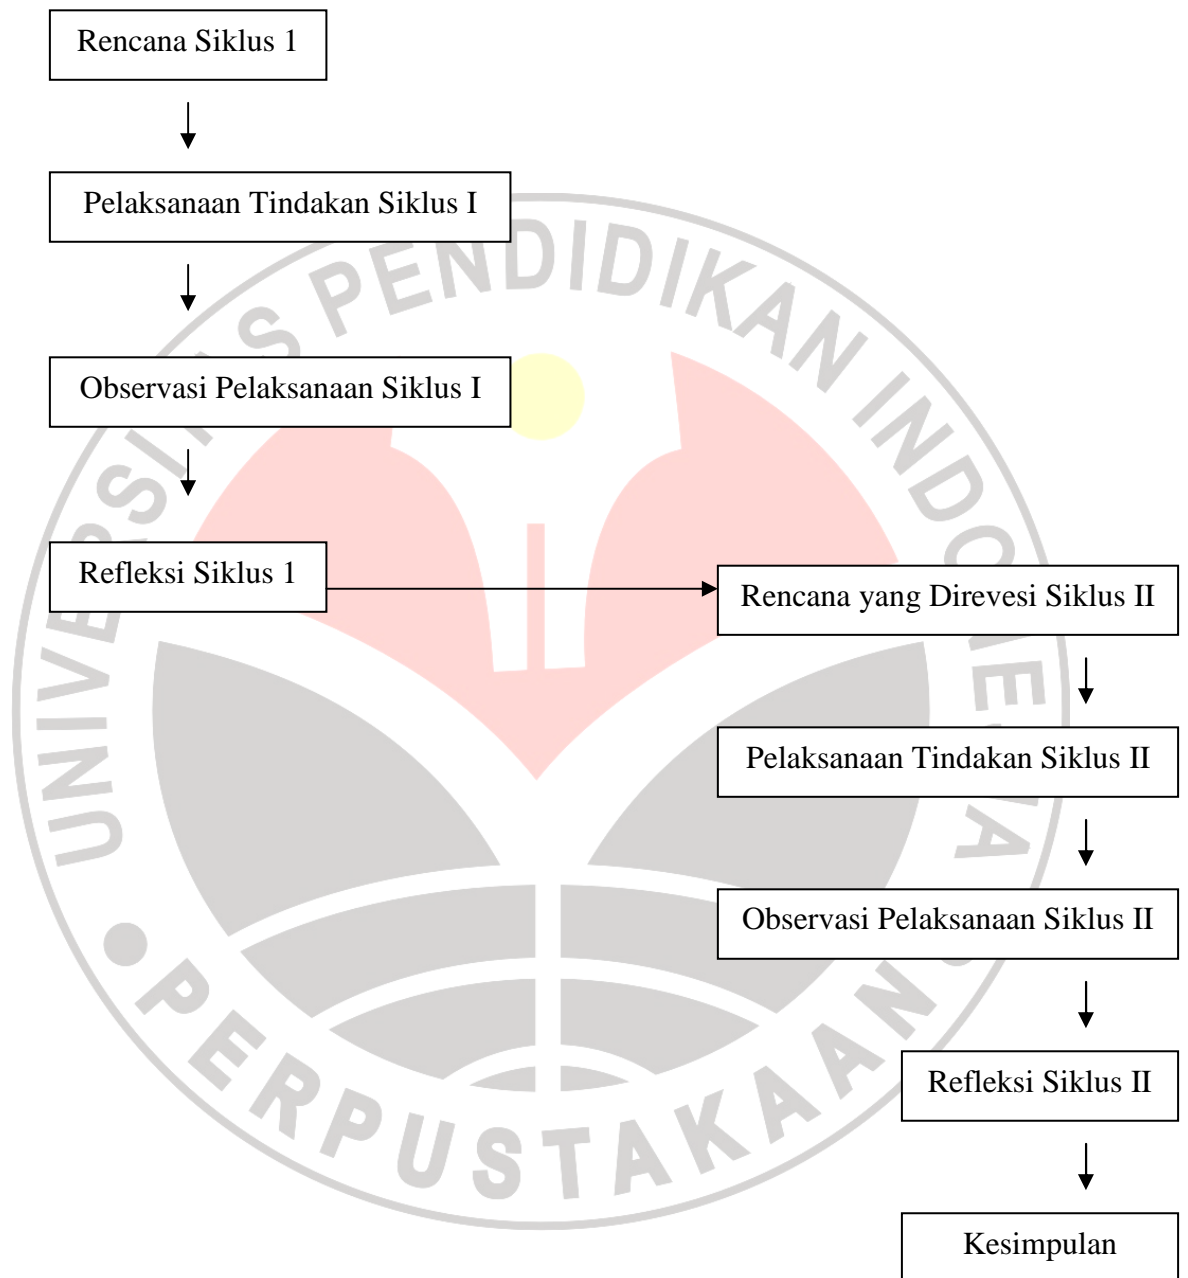 Rencana Siklus 1
Pelaksanaan Tindakan Siklus I
Observasi Pelaksanaan Siklus I
Refleksi Siklus 1
Rencana yang Direvesi Siklus II
Pelaksanaan Tindakan Siklus II
Observasi Pelaksanaan Siklus II
Refleksi Siklus II
Kesimpulan
UNIVERSITAS PENDIDIKAN INDONESIA
PERPUSTAKAAN